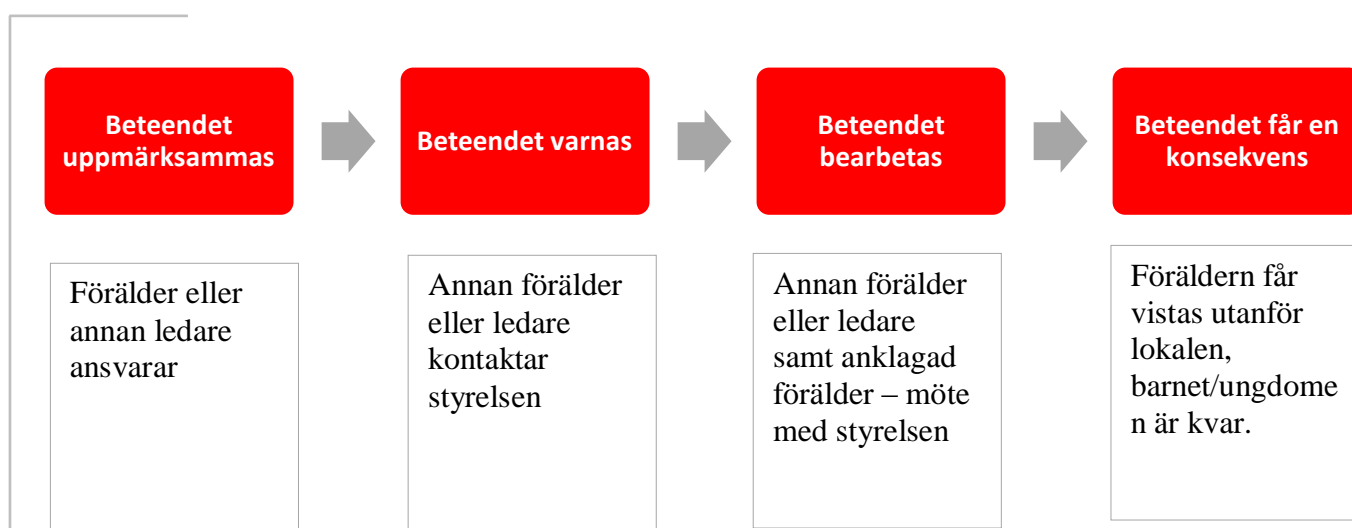 Beteendet
uppmärksammas
Beteendet varnas
Beteendet
bearbetas
Beteendet får en
konsekvens
Förälder eller
annan ledare
ansvarar
Annan förälder
eller ledare
kontaktar
styrelsen
Annan förälder
eller ledare
samt anklagad
förälder – möte
med styrelsen
Föräldern får
vistas utanför
lokalen,
barnet/ungdome
n är kvar.